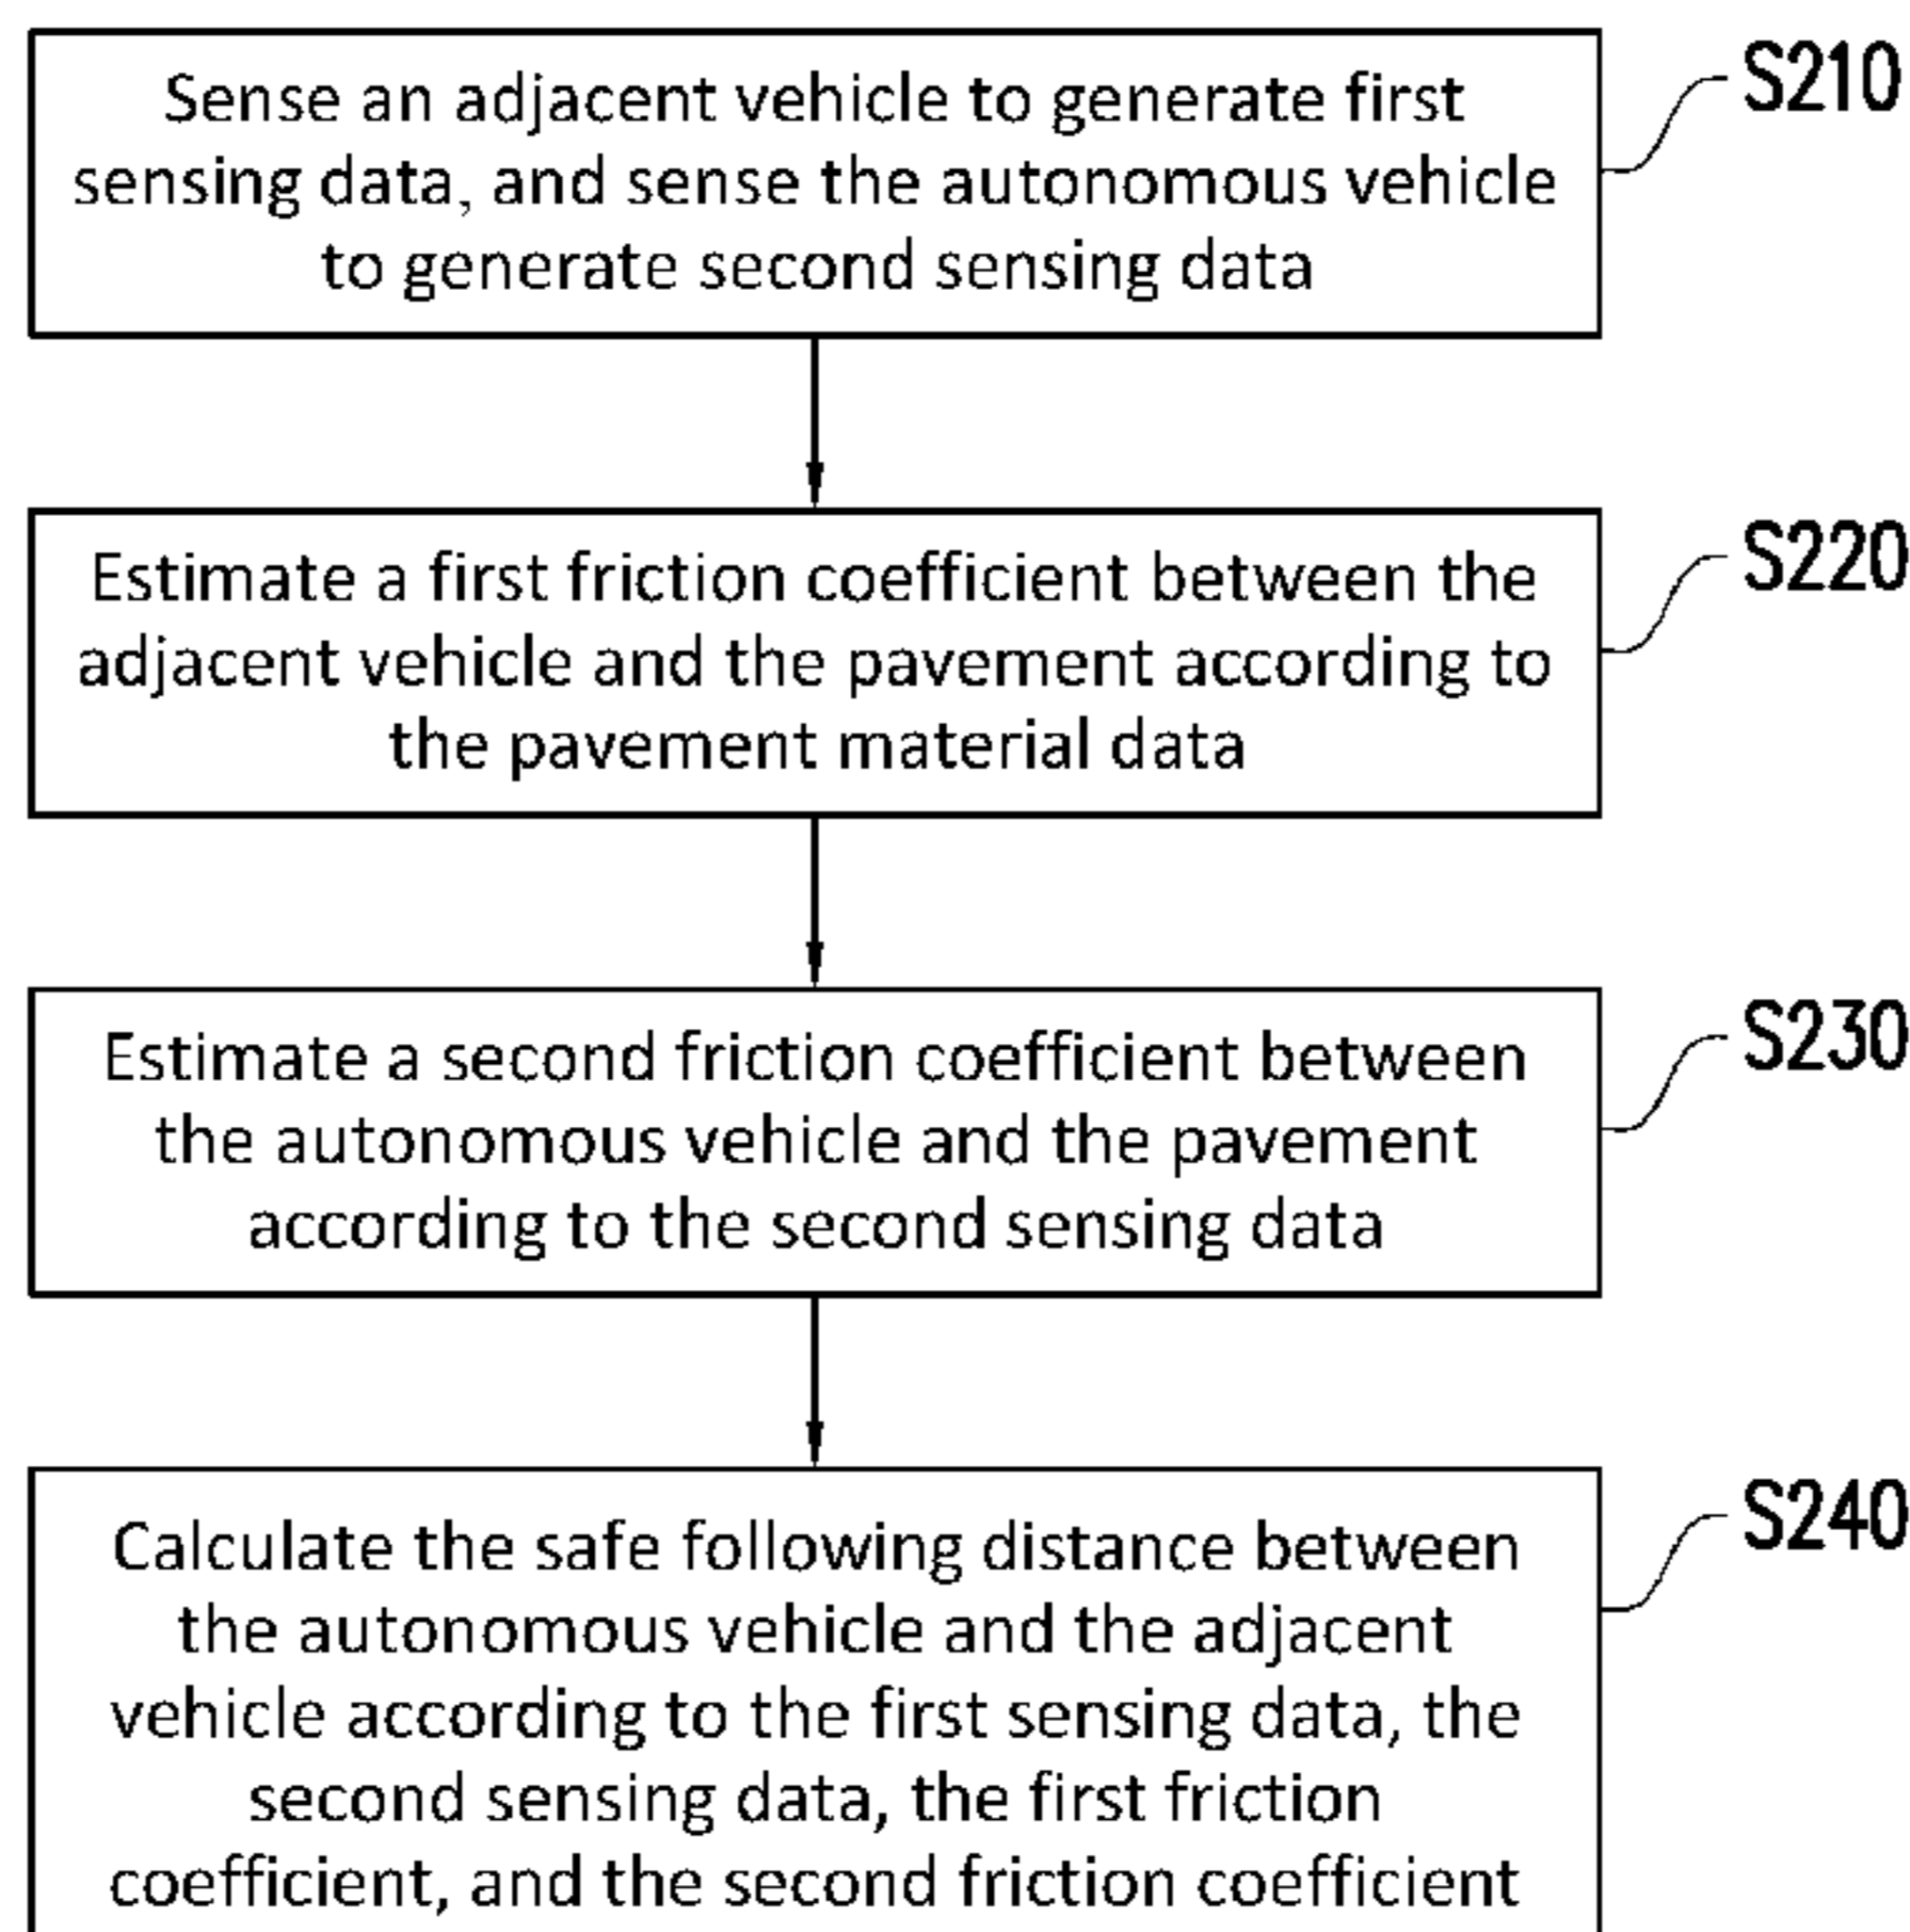 Sense an adjacent vehicle to generate first
sensing data, and sense the autonomous vehicle
to generate second sensing data
S210
Estimate a first friction coefficient between the
adjacent vehicle and the pavement according to
the pavement material data
S220
Estimate a second friction coefficient between
the autonomous vehicle and the pavement
according to the second sensing data
S230
Calculate the safe following distance between
the autonomous vehicle and the adjacent
vehicle according to the first sensing data, the
second sensing data, the first friction
coefficient, and the second friction coefficient
S240